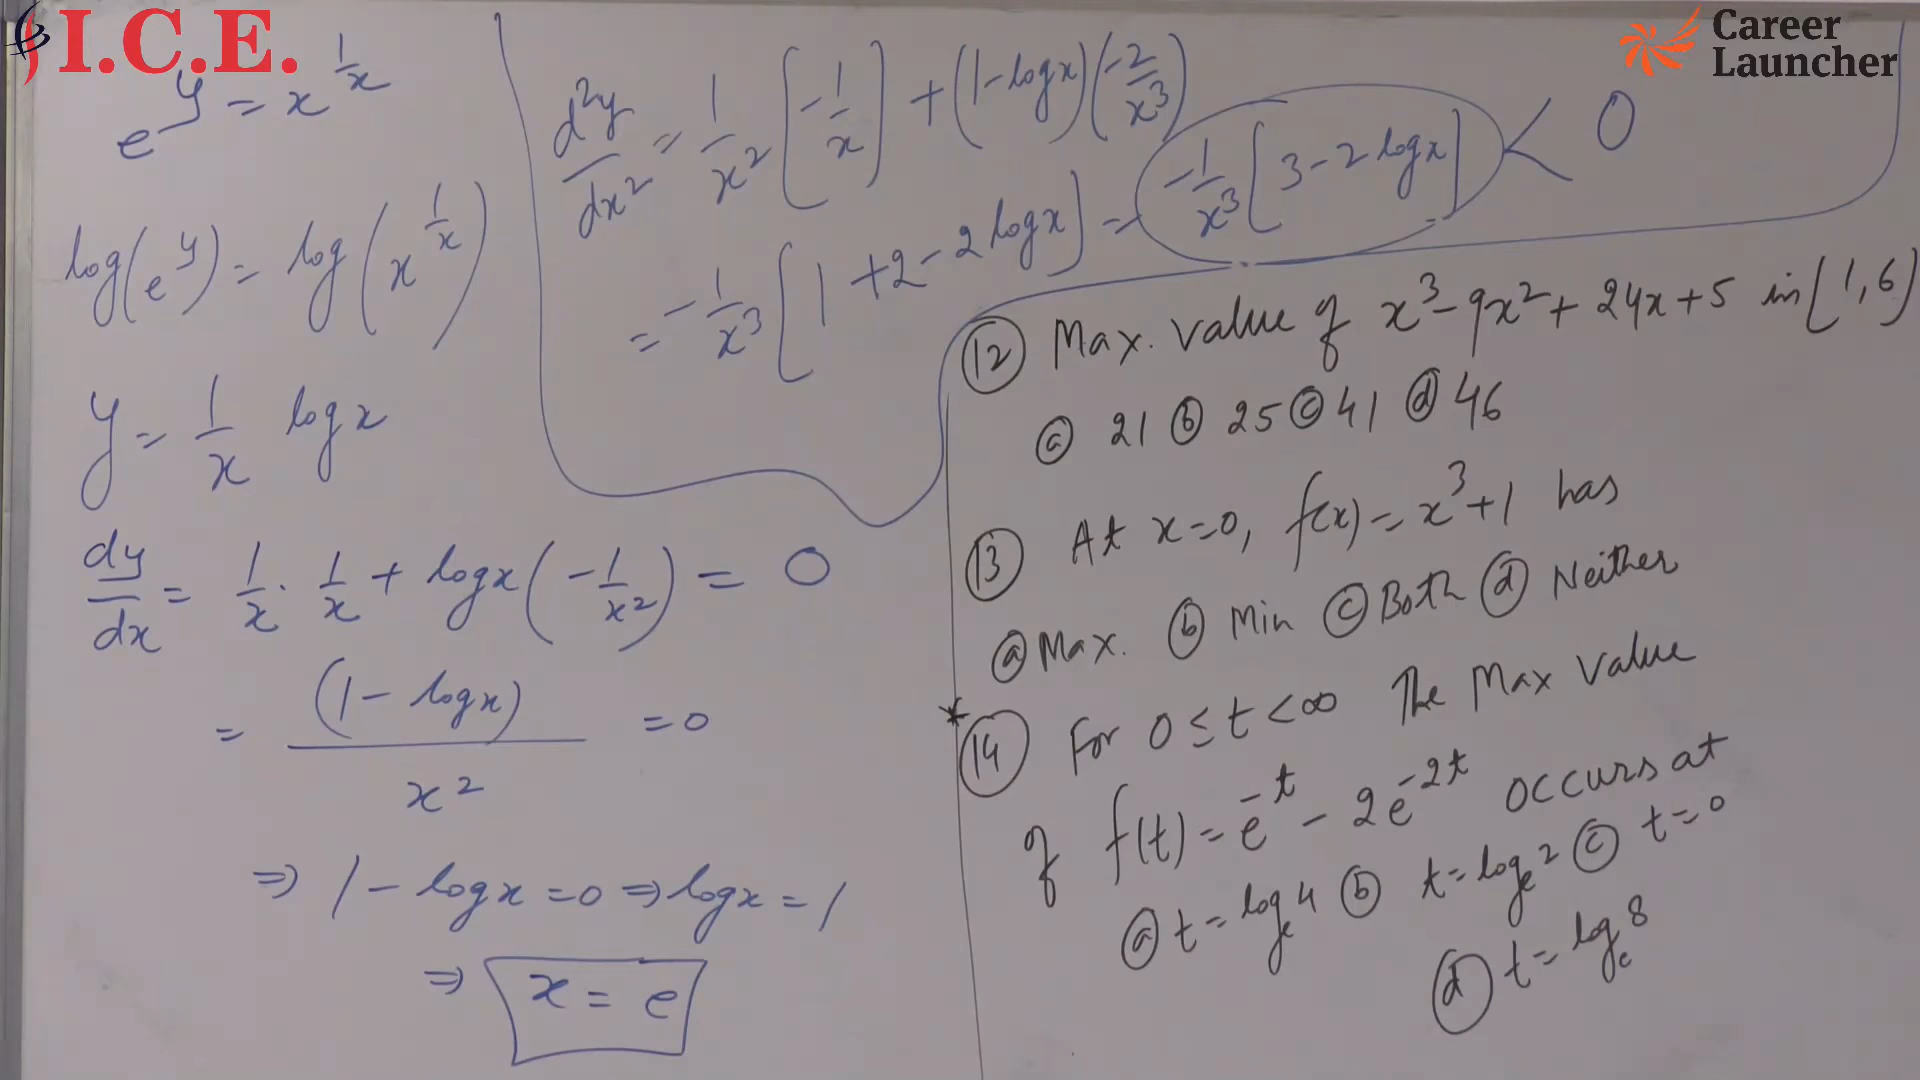 I.C.E.
Career
Launcher
e^y = x^(1/x)
log(e^y) = log(x^(1/x))
y = 1/x log x
dy/dx = 1/x · 1/x + log x (-1/x²) = 0
= (1 - log x)/x² = 0
⇒ 1 - log x = 0 ⇒ log x = 1
⇒ x = e
d²y/dx² = 1/x² [-1/x] + (1 - log x)(-2/x³)
= -1/x³ [1 + 2 - 2 log x] = -1/x³ [3 - 2 log x] < 0
(12) Max. value of x³ - 9x² + 24x + 5 in [1, 6]
(a) 21 (b) 25 (c) 41 (d) 46
(13) At x = 0, f(x) = x³ + 1 has
(a) Max. (b) Min (c) Both (d) Neither
* (14) For 0 ≤ t < ∞ The Max value
of f(t) = e^(-t) - 2e^(-2t) occurs at
(a) t = logₑ4 (b) t = logₑ2 (c) t = 0
(d) t = logₑ8